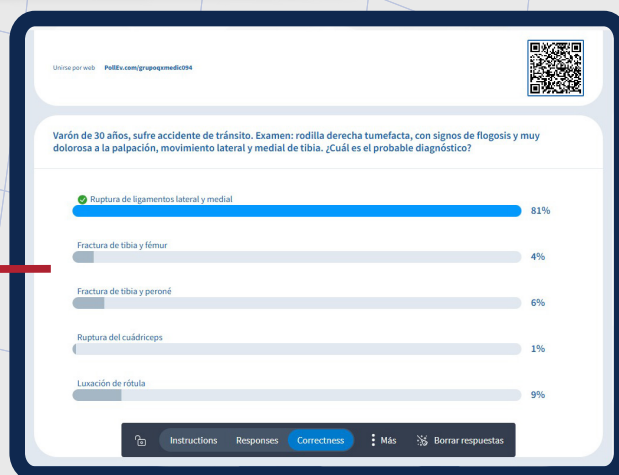 Unirse por web PollEv.com/grupoqxmedic094
Varón de 30 años, sufre accidente de tránsito. Examen: rodilla derecha tumefacta, con signos de flogosis y muy
dolorosa a la palpación, movimiento lateral y medial de tibia. ¿Cuál es el probable diagnóstico?
Ruptura de ligamentos lateral y medial
81%
Fractura de tibia y fémur
4%
Fractura de tibia y peroné
6%
Ruptura del cuádriceps
1%
Luxación de rótula
9%
Instructions Responses Correctness Más Borrar respuestas